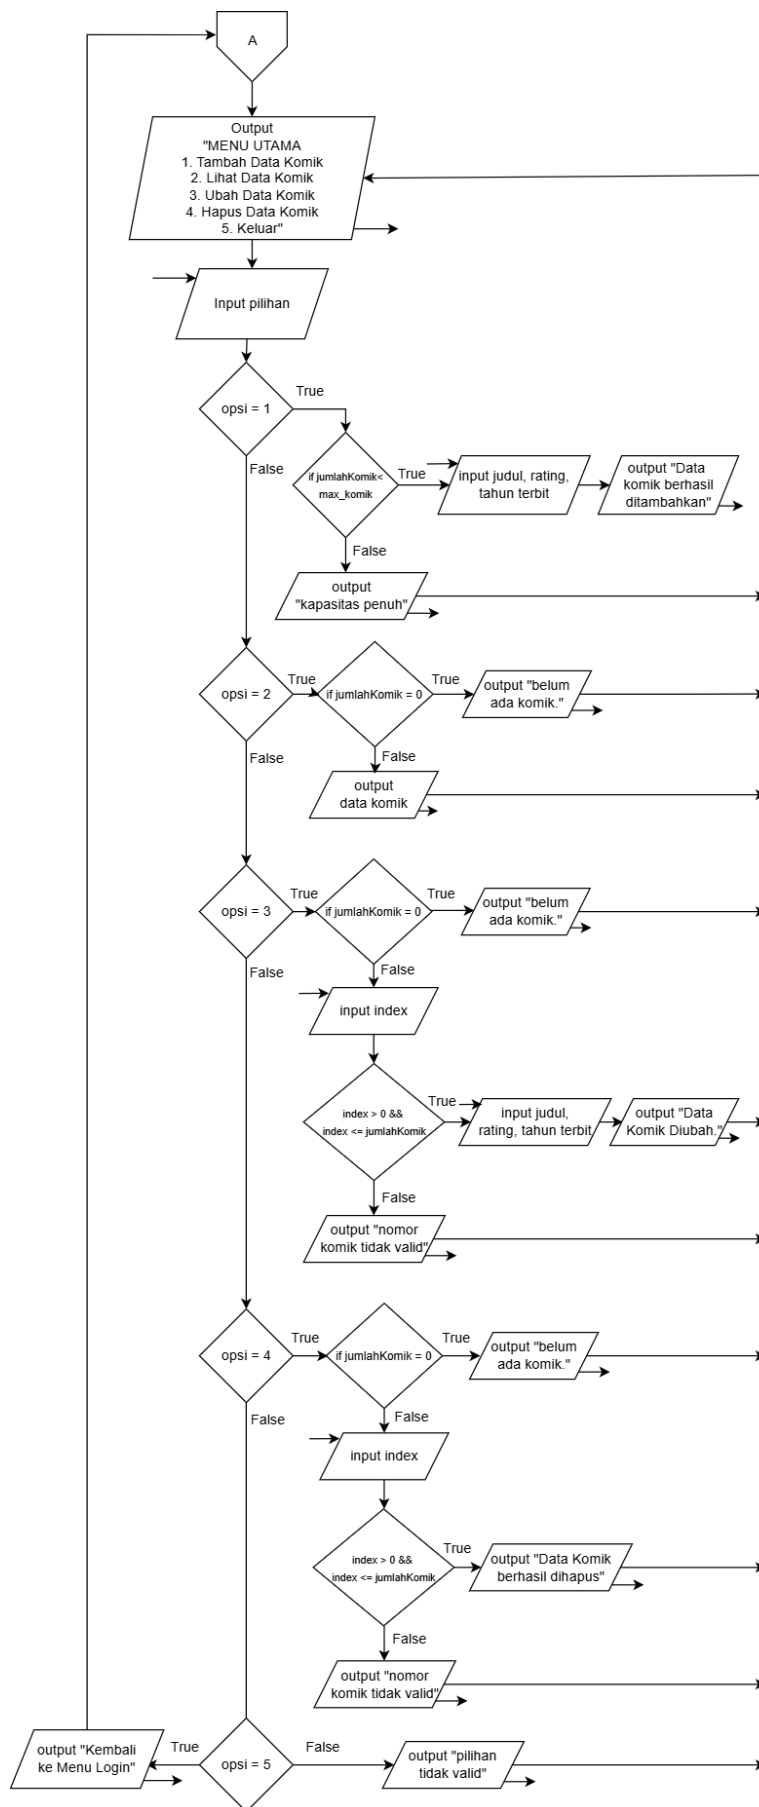 A
Output
"MENU UTAMA
1. Tambah Data Komik
2. Lihat Data Komik
3. Ubah Data Komik
4. Hapus Data Komik
5. Keluar"
Input pilihan
opsi = 1
True
False
if jumlahKomik<
max_komik
True
input judul, rating,
tahun terbit
output "Data
komik berhasil
ditambahkan"
False
output
"kapasitas penuh"
opsi = 2
True
if jumlahKomik = 0
True
output "belum
ada komik."
False
False
output
data komik
opsi = 3
True
if jumlahKomik = 0
True
output "belum
ada komik."
False
False
input index
index > 0 &&
index <= jumlahKomik
True
input judul,
rating, tahun terbit
output "Data
Komik Diubah."
False
output "nomor
komik tidak valid"
opsi = 4
True
if jumlahKomik = 0
True
output "belum
ada komik."
False
False
input index
index > 0 &&
index <= jumlahKomik
True
output "Data Komik
berhasil dihapus"
False
output "nomor
komik tidak valid"
output "Kembali
ke Menu Login"
True
opsi = 5
False
output "pilihan
tidak valid"